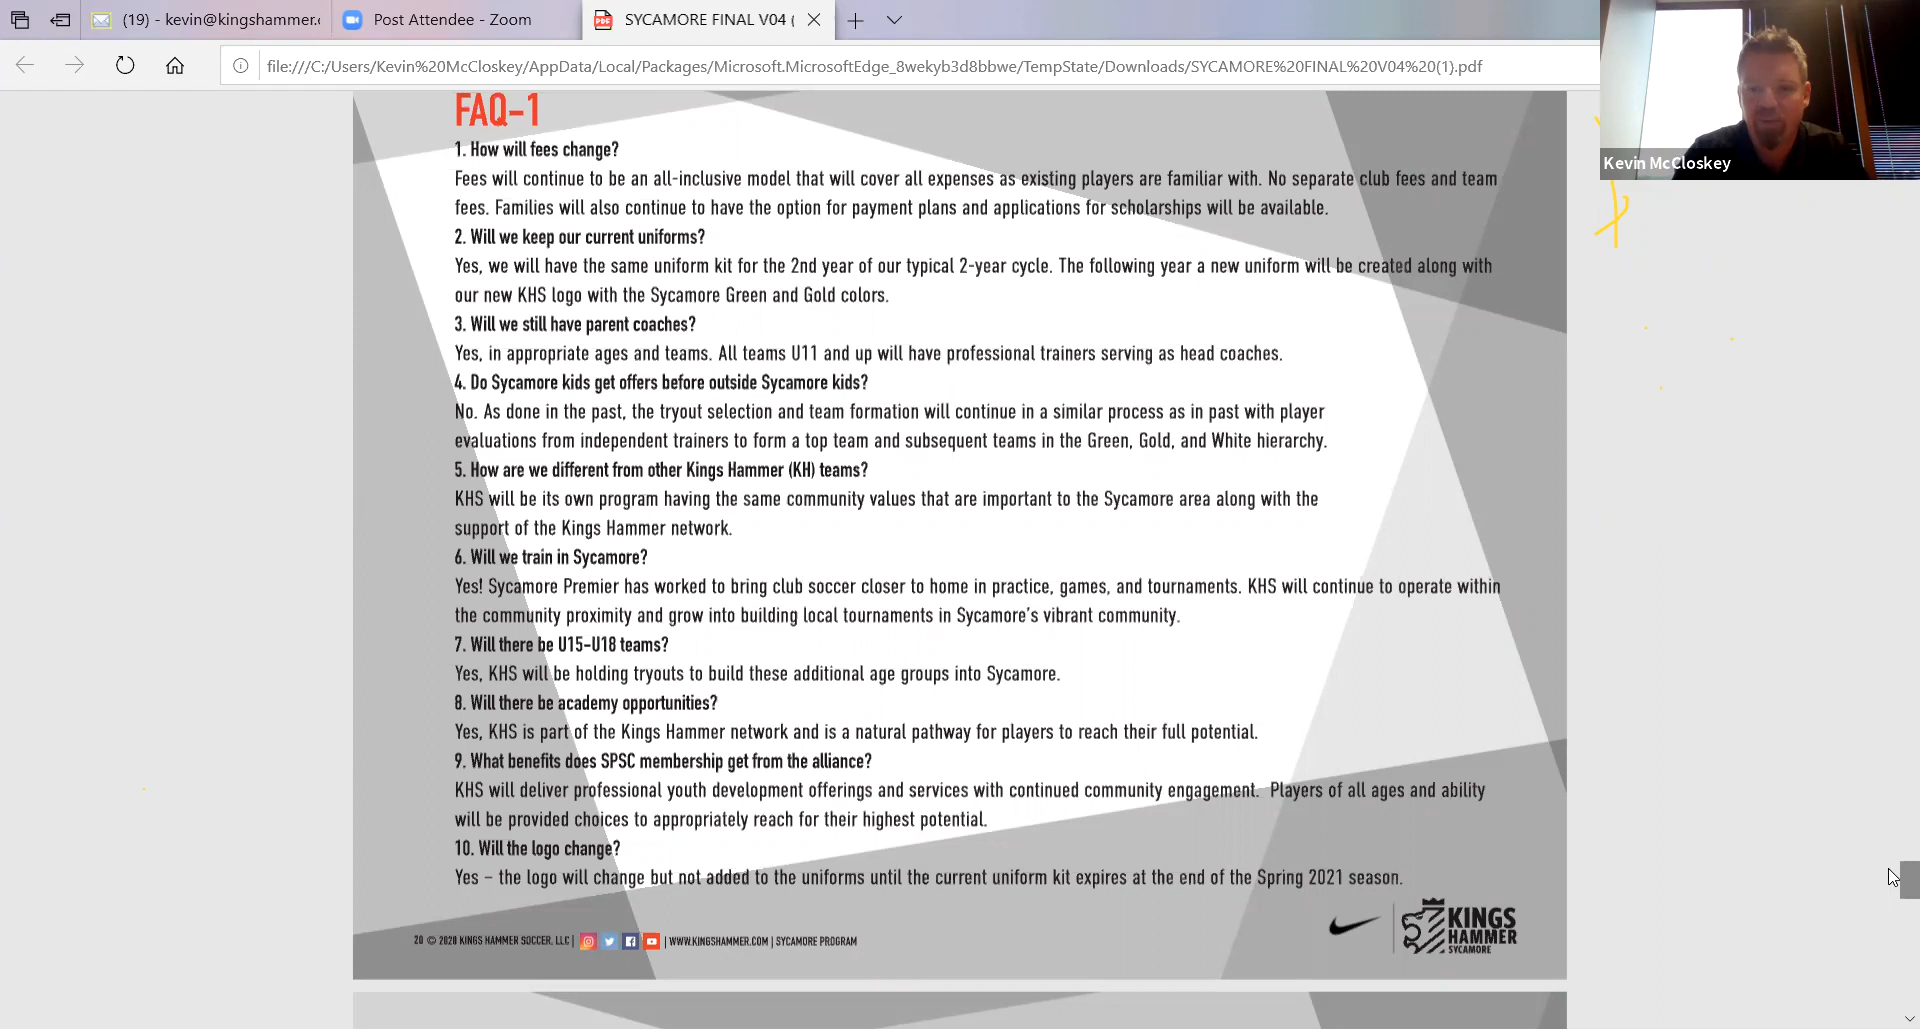 (19) - kevin@kingshammer.c
Post Attendee - Zoom
SYCAMORE FINAL V04 (
file:///C:/Users/Kevin%20McCloskey/AppData/Local/Packages/Microsoft.MicrosoftEdge_8wekyb3d8bbwe/TempState/Downloads/SYCAMORE%20FINAL%20V04%20(1).pdf
Kevin McCloskey
FAQ-1
1. How will fees change?
Fees will continue to be an all-inclusive model that will cover all expenses as existing players are familiar with. No separate club fees and team
fees. Families will also continue to have the option for payment plans and applications for scholarships will be available.
2. Will we keep our current uniforms?
Yes, we will have the same uniform kit for the 2nd year of our typical 2-year cycle. The following year a new uniform will be created along with
our new KHS logo with the Sycamore Green and Gold colors.
3. Will we still have parent coaches?
Yes, in appropriate ages and teams. All teams U11 and up will have professional trainers serving as head coaches.
4. Do Sycamore kids get offers before outside Sycamore kids?
No. As done in the past, the tryout selection and team formation will continue in a similar process as in past with player
evaluations from independent trainers to form a top team and subsequent teams in the Green, Gold, and White hierarchy.
5. How are we different from other Kings Hammer (KH) teams?
KHS will be its own program having the same community values that are important to the Sycamore area along with the
support of the Kings Hammer network.
6. Will we train in Sycamore?
Yes! Sycamore Premier has worked to bring club soccer closer to home in practice, games, and tournaments. KHS will continue to operate within
the community proximity and grow into building local tournaments in Sycamore's vibrant community.
7. Will there be U15-U18 teams?
Yes, KHS will be holding tryouts to build these additional age groups into Sycamore.
8. Will there be academy opportunities?
Yes, KHS is part of the Kings Hammer network and is a natural pathway for players to reach their full potential.
9. What benefits does SPSC membership get from the alliance?
KHS will deliver professional youth development offerings and services with continued community engagement. Players of all ages and ability
will be provided choices to appropriately reach for their highest potential.
10. Will the logo change?
Yes – the logo will change but not added to the uniforms until the current uniform kit expires at the end of the Spring 2021 season.
20 © 2020 KINGS HAMMER SOCCER, LLC | | WWW.KINGSHAMMER.COM | SYCAMORE PROGRAM
KINGS
HAMMER
SYCAMORE